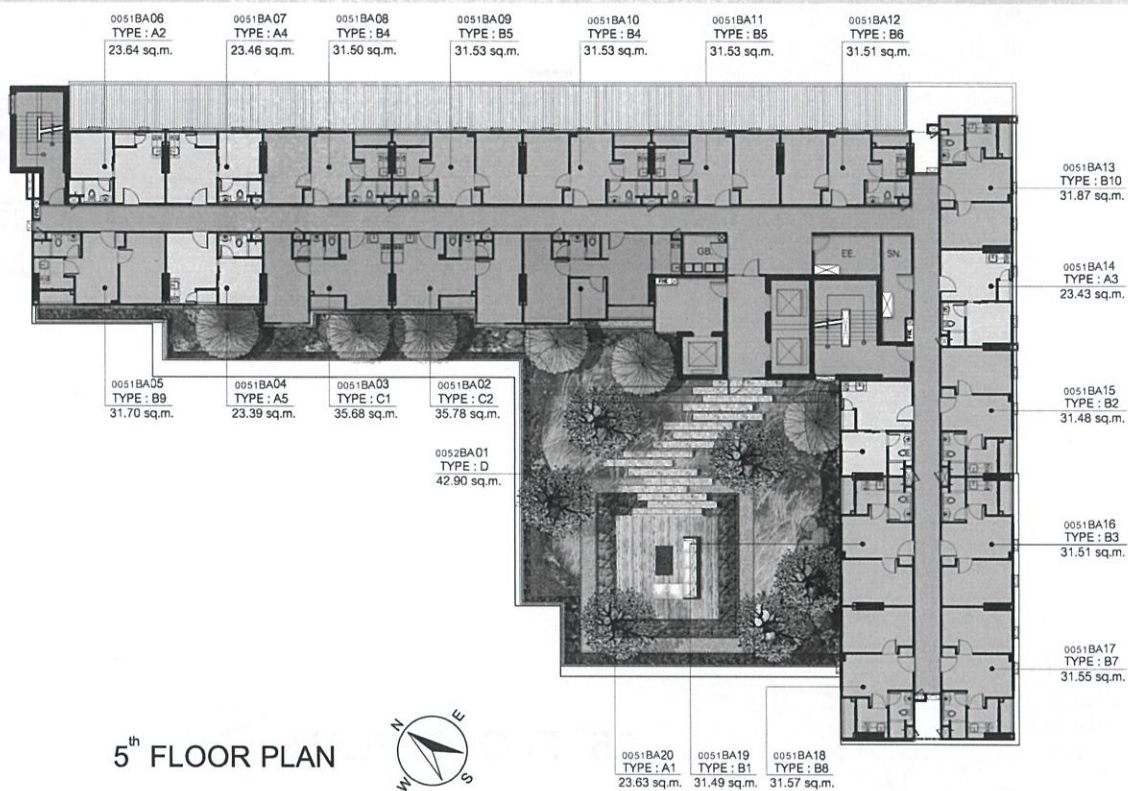 0051BA06
TYPE : A2
23.64 sq.m.
0051BA07
TYPE : A4
23.46 sq.m.
0051BA08
TYPE : B4
31.50 sq.m.
0051BA09
TYPE : B5
31.53 sq.m.
0051BA10
TYPE : B4
31.53 sq.m.
0051BA11
TYPE : B5
31.53 sq.m.
0051BA12
TYPE : B6
31.51 sq.m.
0051BA13
TYPE : B10
31.87 sq.m.
GB.
EE.
SN.
0051BA14
TYPE : A3
23.43 sq.m.
0051BA05
TYPE : B9
31.70 sq.m.
0051BA04
TYPE : A5
23.39 sq.m.
0051BA03
TYPE : C1
35.68 sq.m.
0051BA02
TYPE : C2
35.78 sq.m.
0051BA15
TYPE : B2
31.48 sq.m.
0052BA01
TYPE : D
42.90 sq.m.
0051BA16
TYPE : B3
31.51 sq.m.
0051BA17
TYPE : B7
31.55 sq.m.
5th FLOOR PLAN
N
E
W
S
0051BA20
TYPE : A1
23.63 sq.m.
0051BA19
TYPE : B1
31.49 sq.m.
0051BA18
TYPE : B8
31.57 sq.m.